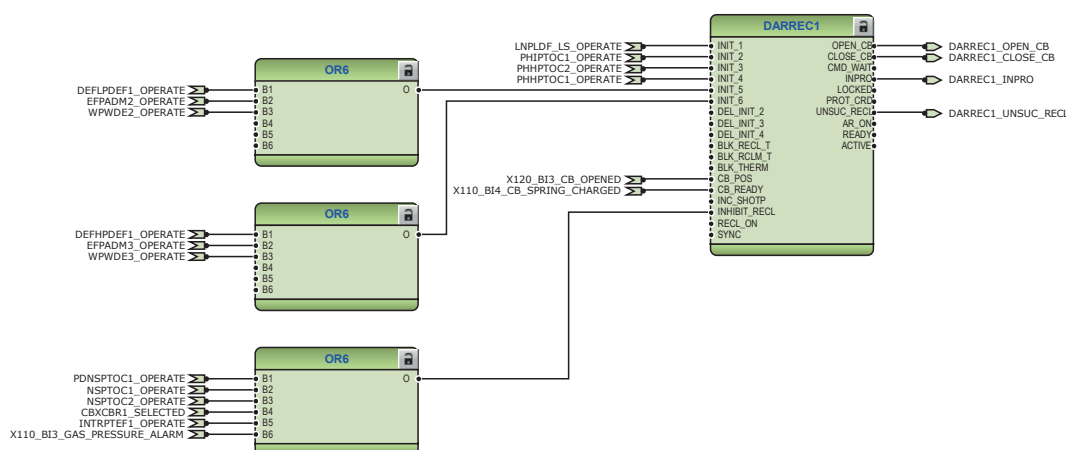 DARREC1
LNPLDF_LS_OPERATE INIT_1 OPEN_CB DARREC1_OPEN_CB
PHIPTOC1_OPERATE INIT_2 CLOSE_CB DARREC1_CLOSE_CB
PHHPTOC2_OPERATE INIT_3 CMD_WAIT
PHHPTOC1_OPERATE INIT_4 INPRO DARREC1_INPRO
INIT_5 LOCKED
INIT_6 PROT_CRD
DEL_INIT_2 UNSUC_RECL DARREC1_UNSUC_RECL
DEL_INIT_3 AR_ON
DEL_INIT_4 READY
BLK_RECL_T ACTIVE
BLK_RCLM_T
BLK_THERM
X120_BI3_CB_OPENED CB_POS
X110_BI4_CB_SPRING_CHARGED CB_READY
INC_SHOTP
INHIBIT_RECL
RECL_ON
SYNC
OR6
DEFLPDEF1_OPERATE B1 O
EFPADM2_OPERATE B2
WPWDE2_OPERATE B3
B4
B5
B6
OR6
DEFHPDEF1_OPERATE B1 O
EFPADM3_OPERATE B2
WPWDE3_OPERATE B3
B4
B5
B6
OR6
PDNSPTOC1_OPERATE B1 O
NSPTOC1_OPERATE B2
NSPTOC2_OPERATE B3
CBXCBR1_SELECTED B4
INTRPTEF1_OPERATE B5
X110_BI3_GAS_PRESSURE_ALARM B6